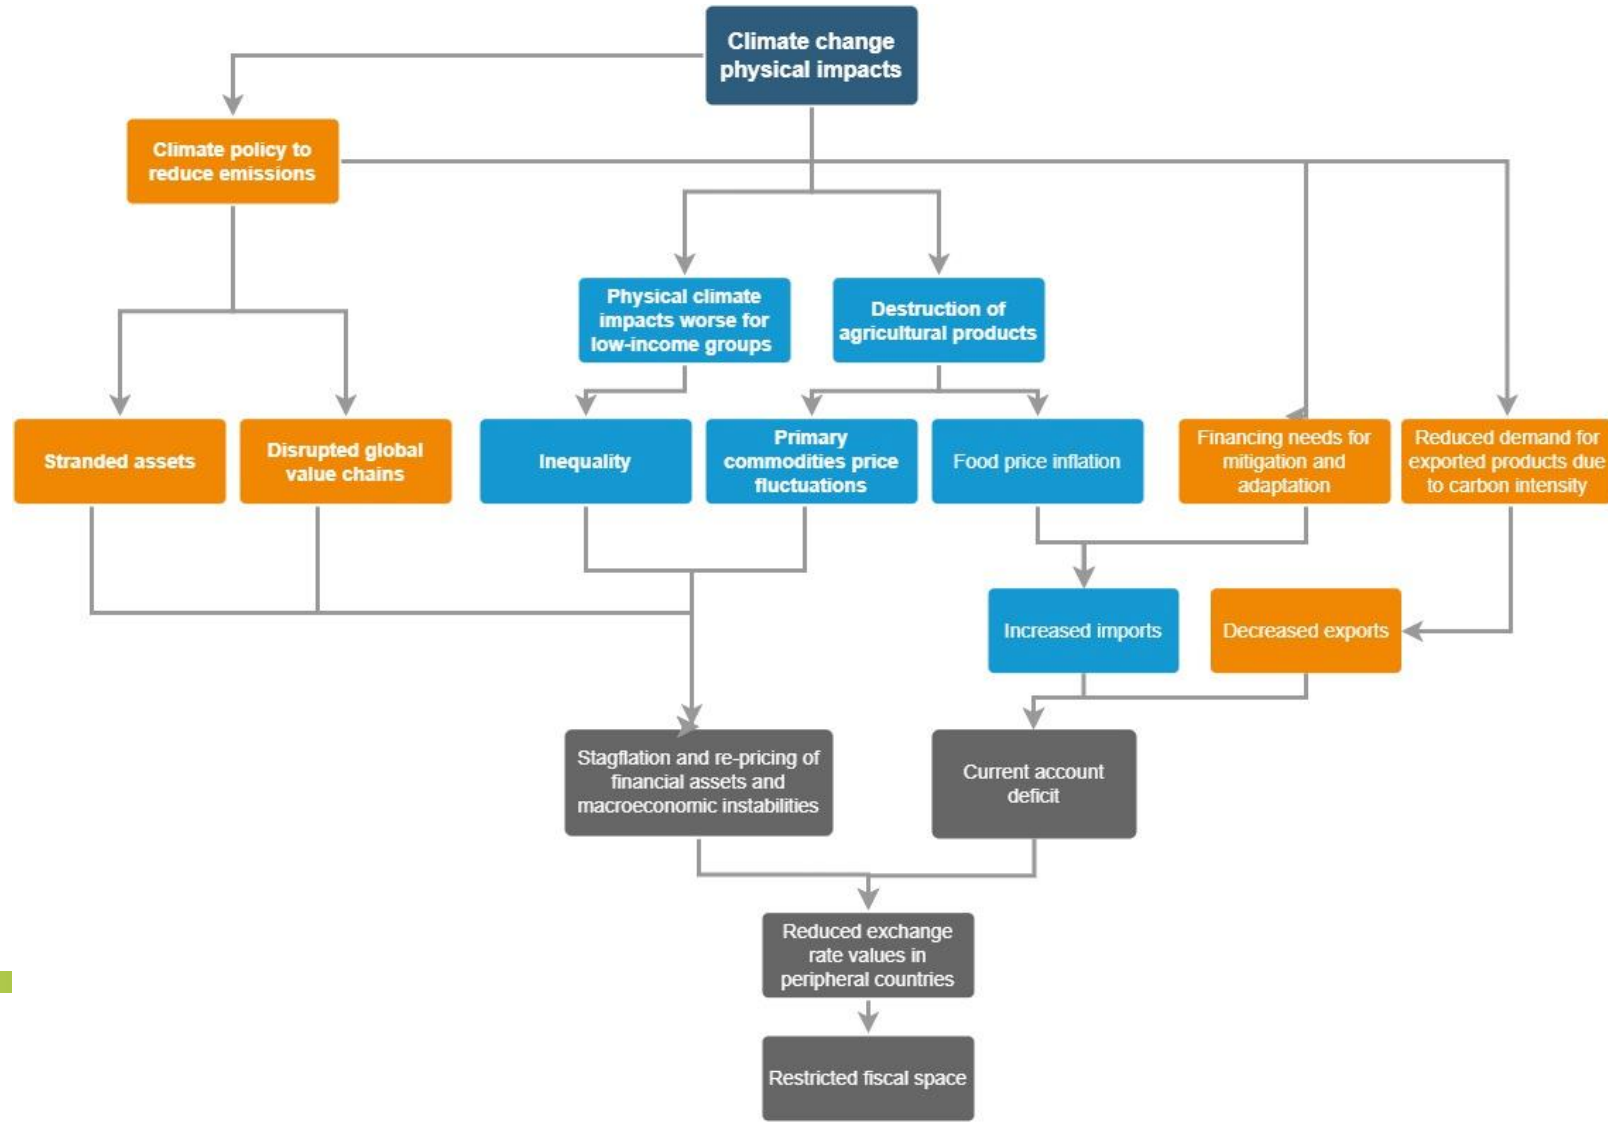 Climate change
physical impacts
Climate policy to
reduce emissions
Physical climate
impacts worse for
low-income groups
Destruction of
agricultural products
Stranded assets
Disrupted global
value chains
Inequality
Primary
commodities price
fluctuations
Food price inflation
Financing needs for
mitigation and
adaptation
Reduced demand for
exported products due
to carbon intensity
Increased imports
Decreased exports
Stagflation and re-pricing of
financial assets and
macroeconomic instabilities
Current account
deficit
Reduced exchange
rate values in
peripheral countries
Restricted fiscal space